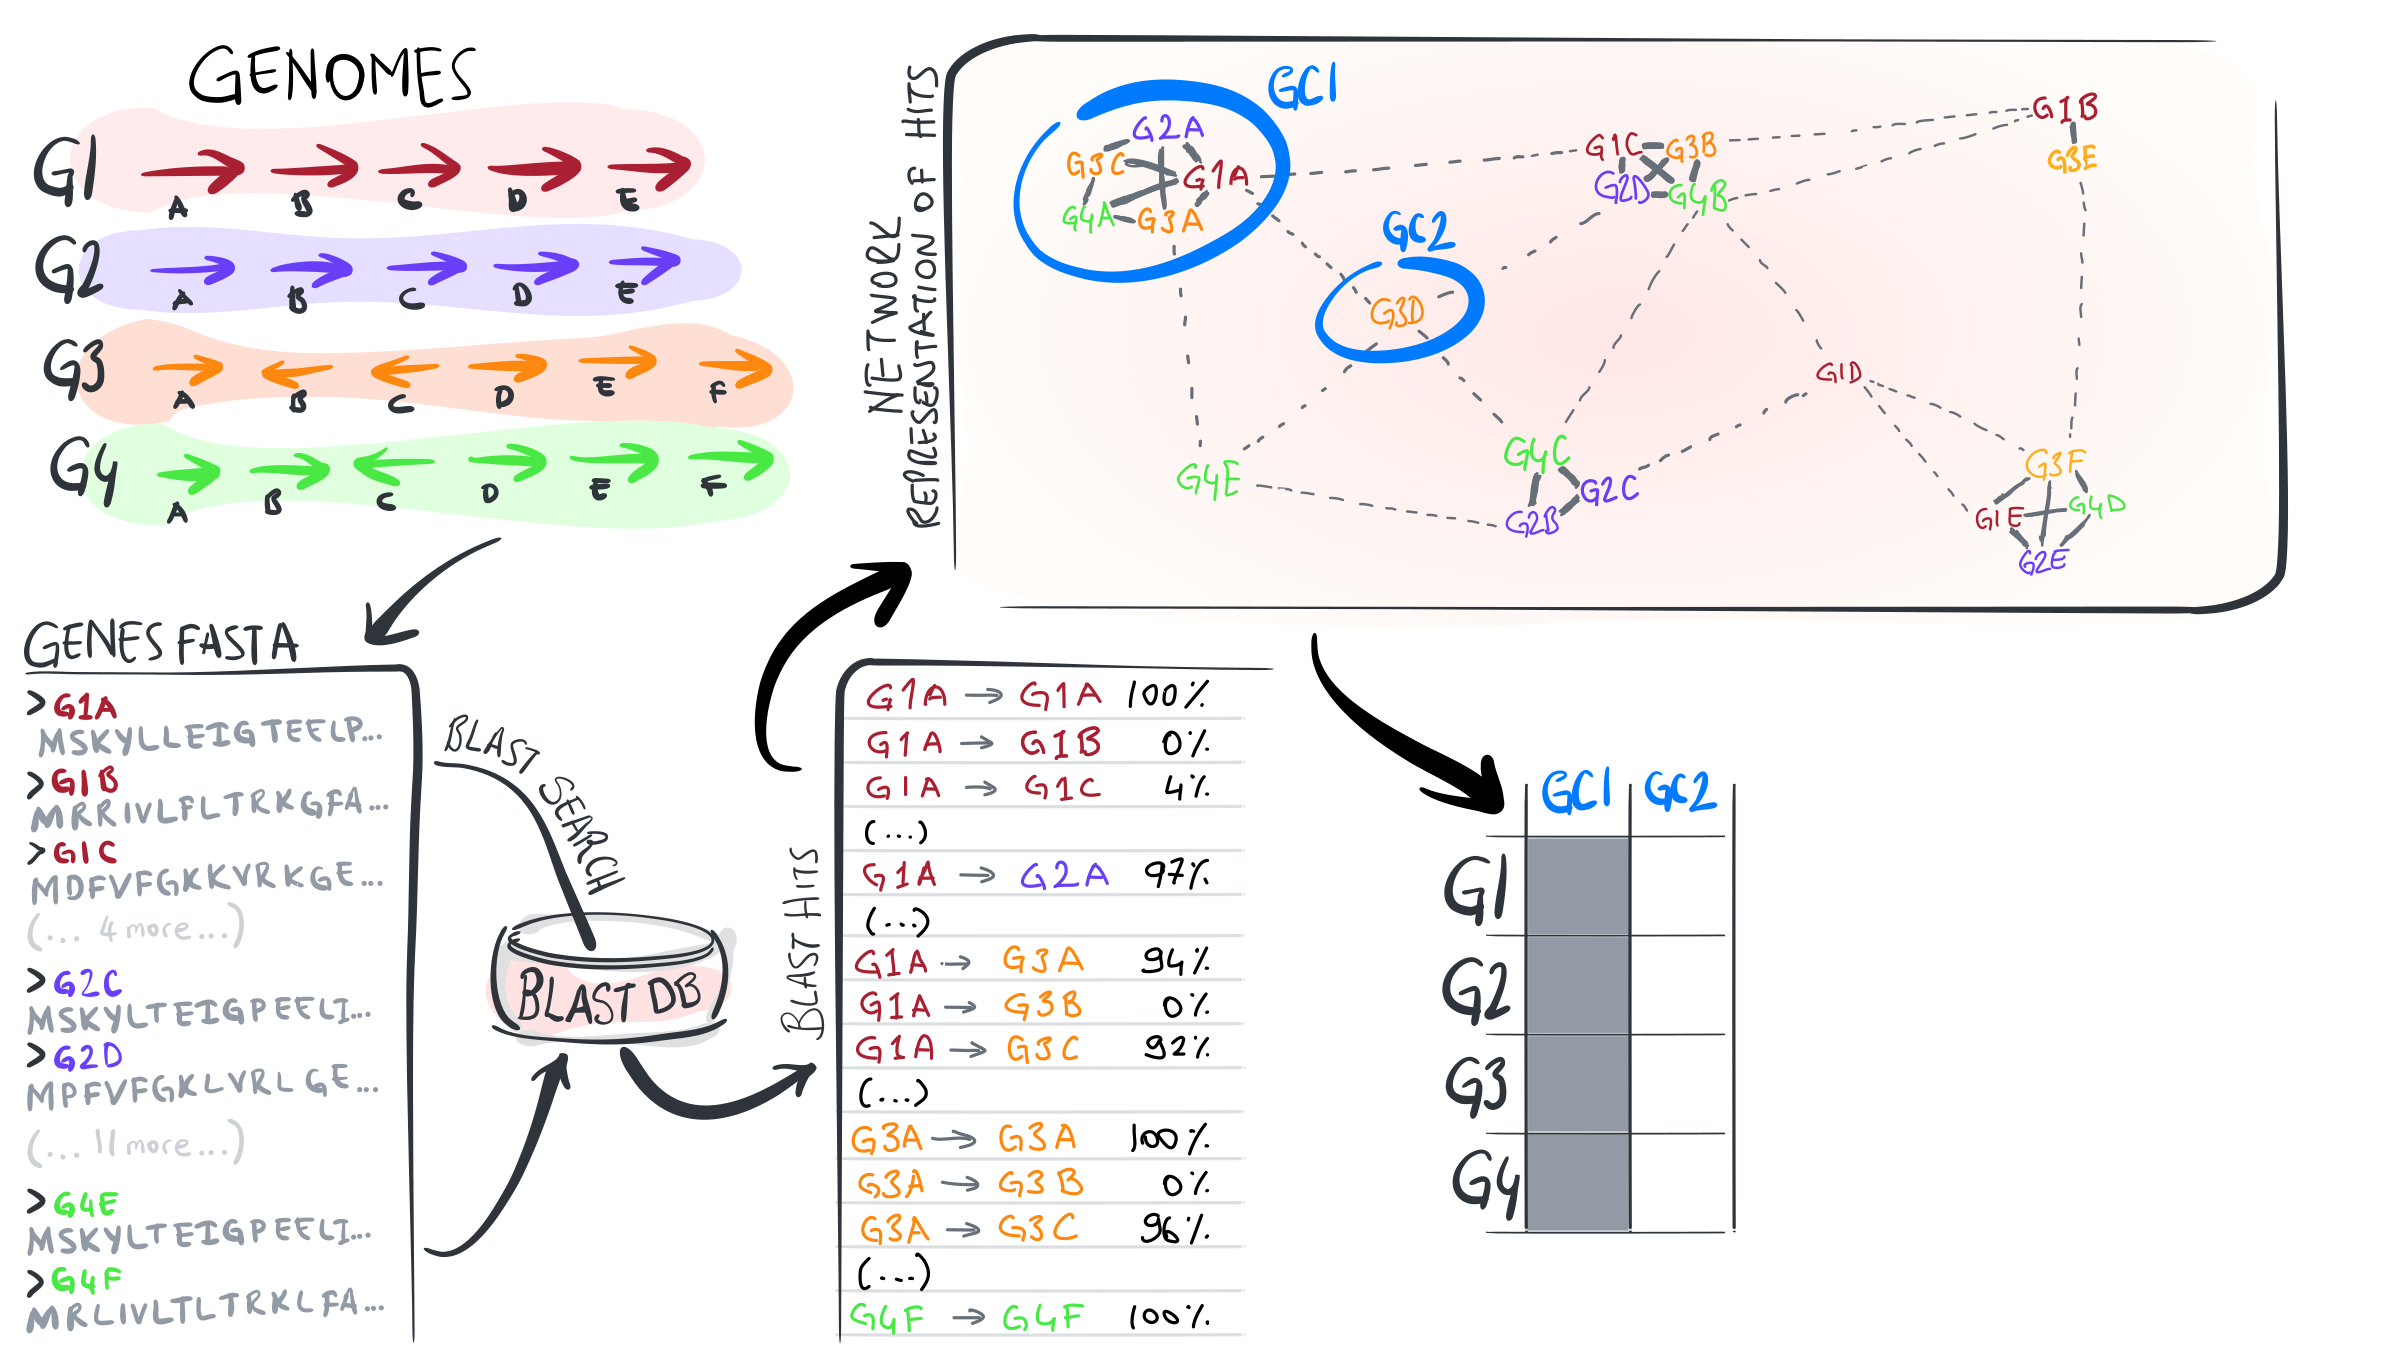 GENOMES
G1
A B C D E
G2
A B C D E
G3
A B C D E F
G4
A B C D E F
GENES FASTA
>G1A
MSKYLLEIGTEELP...
>G1B
MRRIVLFLTRKGFA...
>G1C
MDFVFGKKVRKGE...
(... 4 more...)
>G2C
MSKYLTEIGPEELI...
>G2D
MPFVFGKLVRLGE...
(... 11 more...)
>G4E
MSKYLTEIGPEELI...
>G4F
MRLIVLTLTRKLFA...
BLAST SEARCH
BLAST DB
BLAST HITS
G1A → G1A 100%
G1A → G1B 0%
G1A → G1C 4%
(...)
G1A → G2A 97%
(...)
G1A → G3A 94%
G1A → G3B 0%
G1A → G3C 92%
(...)
G3A → G3A 100%
G3A → G3B 0%
G3A → G3C 96%
(...)
G4F → G4F 100%
NETWORK
REPRESENTATION OF HITS
GC1
G2A
G3C
G1A
G4A
G3A
GC2
G3D
G1C G3B
G2D G4B
G1B
G3E
G1D
G4E
G4C
G2C
G2B
G3F
G1E G4D
G2E
GC1 GC2
G1
G2
G3
G4